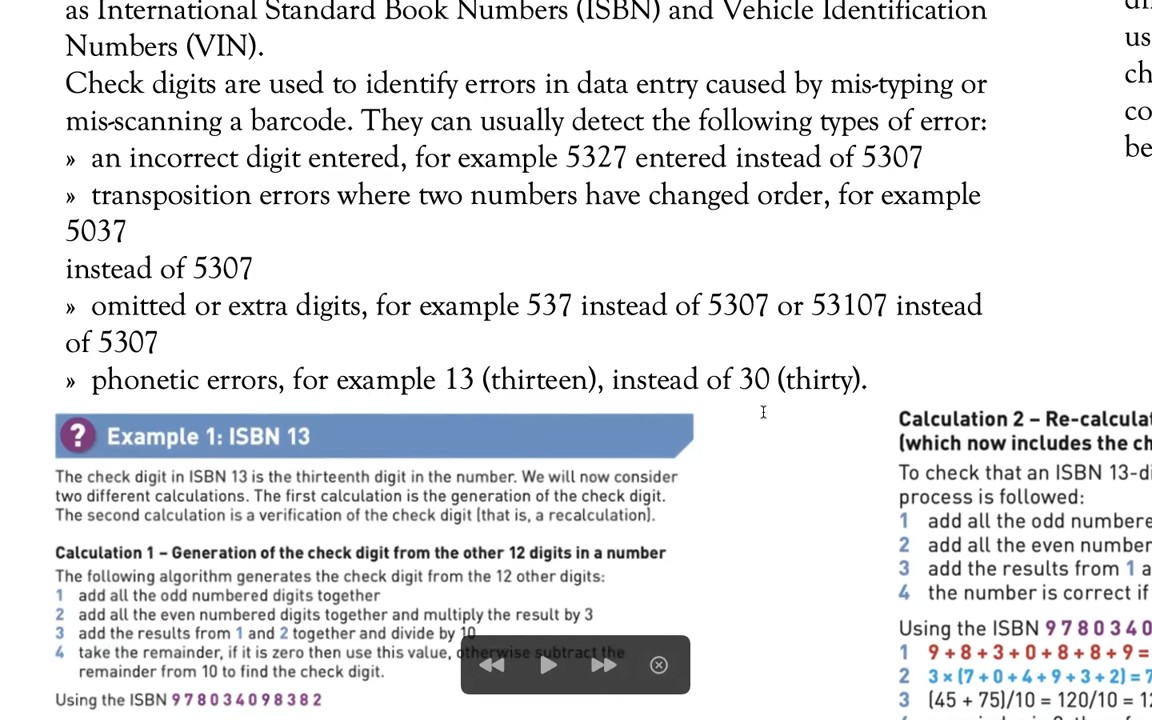 as International Standard Book Numbers (ISBN) and Vehicle Identification
Numbers (VIN).
Check digits are used to identify errors in data entry caused by mis-typing or
mis-scanning a barcode. They can usually detect the following types of error:
» an incorrect digit entered, for example 5327 entered instead of 5307
» transposition errors where two numbers have changed order, for example
5037
instead of 5307
» omitted or extra digits, for example 537 instead of 5307 or 53107 instead
of 5307
» phonetic errors, for example 13 (thirteen), instead of 30 (thirty).
? Example 1: ISBN 13
The check digit in ISBN 13 is the thirteenth digit in the number. We will now consider
two different calculations. The first calculation is the generation of the check digit.
The second calculation is a verification of the check digit (that is, a recalculation).
Calculation 1 – Generation of the check digit from the other 12 digits in a number
The following algorithm generates the check digit from the 12 other digits:
1 add all the odd numbered digits together
2 add all the even numbered digits together and multiply the result by 3
3 add the results from 1 and 2 together and divide by 10
4 take the remainder, if it is zero then use this value, otherwise subtract the
remainder from 10 to find the check digit.
Using the ISBN 9 7 8 0 3 4 0 9 8 3 8 2
us
ch
co
be
Calculation 2 – Re-calcula
(which now includes the ch
To check that an ISBN 13-di
process is followed:
1 add all the odd numbere
2 add all the even number
3 add the results from 1 a
4 the number is correct if
Using the ISBN 9 7 8 0 3 4 0
1 9 + 8 + 3 + 0 + 8 + 8 + 9 =
2 3 × (7 + 0 + 4 + 9 + 3 + 2) = 7
3 (45 + 75)/10 = 120/10 = 12